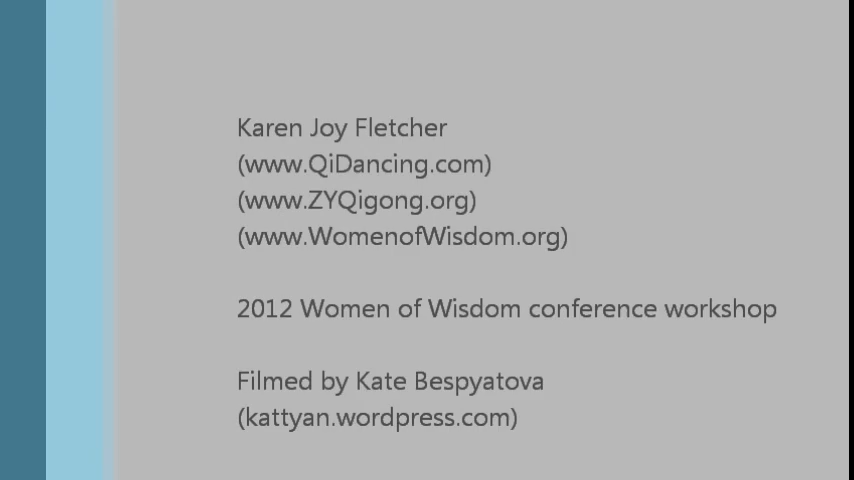 Karen Joy Fletcher
(www.QiDancing.com)
(www.ZYQigong.org)
(www.WomenofWisdom.org)
2012 Women of Wisdom conference workshop
Filmed by Kate Bespyatova
(kattyan.wordpress.com)